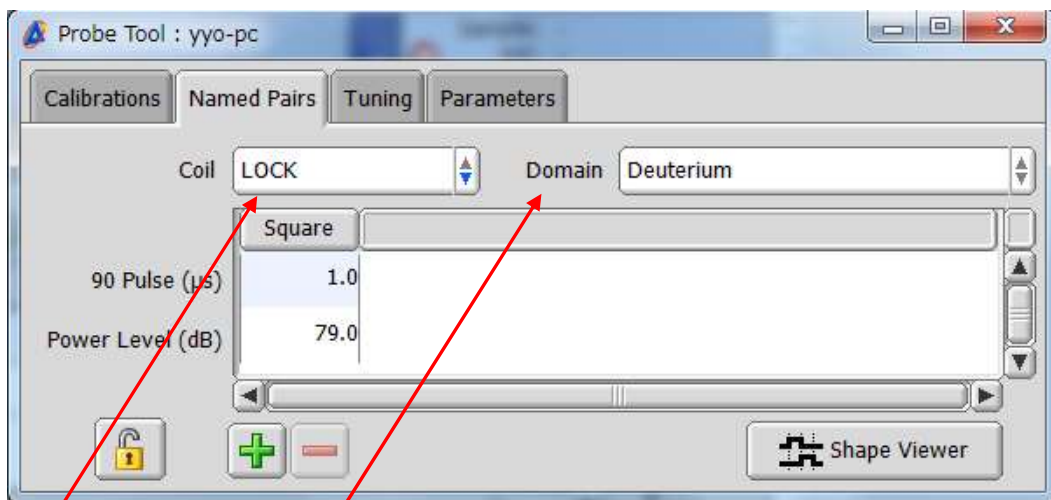 Probe Tool : yyo-pc
Calibrations Named Pairs Tuning Parameters
Coil LOCK Domain Deuterium
Square
90 Pulse (µs) 1.0
Power Level (dB) 79.0
Shape Viewer